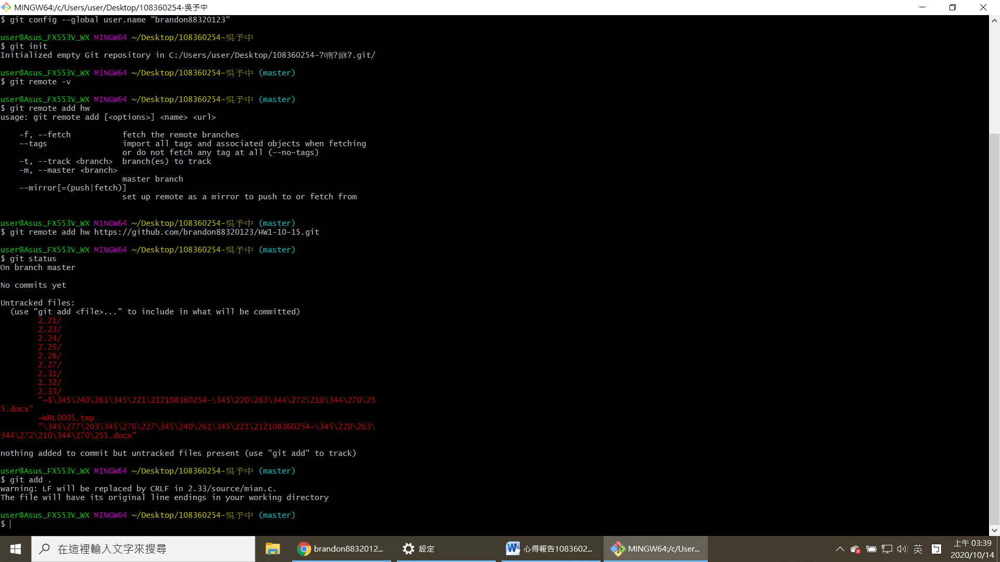 MINGW64:/c/Users/user/Desktop/108360254-吳予中
$ git config --global user.name "brandon88320123"
user@Asus_FX553V_WX MINGW64 ~/Desktop/108360254-吳予中
$ git init
Initialized empty Git repository in C:/Users/user/Desktop/108360254-?喃?銝?.git/
user@Asus_FX553V_WX MINGW64 ~/Desktop/108360254-吳予中 (master)
$ git remote -v
user@Asus_FX553V_WX MINGW64 ~/Desktop/108360254-吳予中 (master)
$ git remote add hw
usage: git remote add [<options>] <name> <url>
-f, --fetch fetch the remote branches
--tags import all tags and associated objects when fetching
or do not fetch any tag at all (--no-tags)
-t, --track <branch> branch(es) to track
-m, --master <branch>
master branch
--mirror[=(push|fetch)]
set up remote as a mirror to push to or fetch from
user@Asus_FX553V_WX MINGW64 ~/Desktop/108360254-吳予中 (master)
$ git remote add hw https://github.com/brandon88320123/HW1-10-15.git
user@Asus_FX553V_WX MINGW64 ~/Desktop/108360254-吳予中 (master)
$ git status
On branch master
No commits yet
Untracked files:
(use "git add <file>..." to include in what will be committed)
2.21/
2.23/
2.24/
2.25/
2.26/
2.27/
2.31/
2.32/
2.33/
"~$\345\240\261\345\221\212108360254-\345\220\263\344\272\210\344\270\25
5.docx"
~WRL0005.tmp
"\345\277\203\345\276\227\345\240\261\345\221\212108360254-\345\220\263\
344\272\210\344\270\255.docx"
nothing added to commit but untracked files present (use "git add" to track)
user@Asus_FX553V_WX MINGW64 ~/Desktop/108360254-吳予中 (master)
$ git add .
warning: LF will be replaced by CRLF in 2.33/source/mian.c.
The file will have its original line endings in your working directory
user@Asus_FX553V_WX MINGW64 ~/Desktop/108360254-吳予中 (master)
$
在這裡輸入文字來搜尋
brandon8832012...
設定
心得報告1083602...
MINGW64:/c/User...
英
ㄅ
上午 03:39
2020/10/14